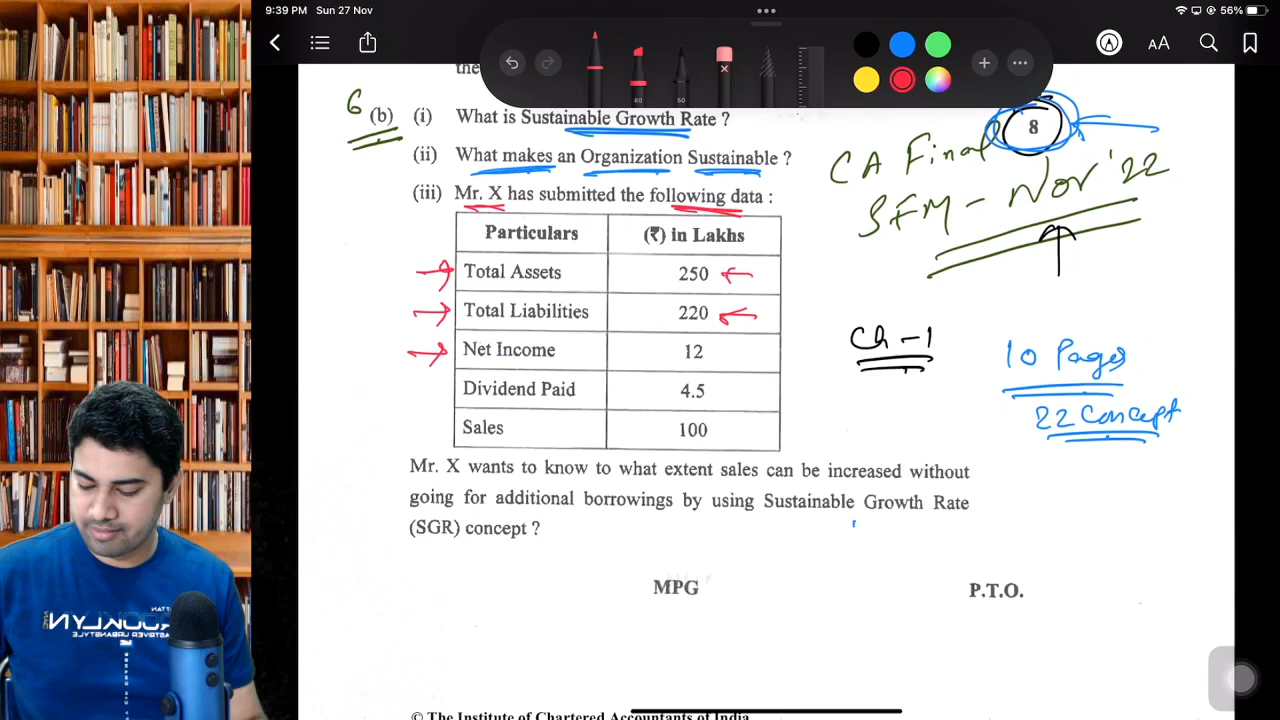 9:39 PM Sun 27 Nov
56%
AA
80
60
the
6
(b) (i) What is Sustainable Growth Rate ?
8
(ii) What makes an Organization Sustainable ?
CA Final
SFM - Nov '22
(iii) Mr. X has submitted the following data :
Particulars (₹) in Lakhs
Total Assets 250
Total Liabilities 220
Net Income 12
Dividend Paid 4.5
Sales 100
Ch-1
10 Pages
22 Concept
Mr. X wants to know to what extent sales can be increased without
going for additional borrowings by using Sustainable Growth Rate
(SGR) concept ?
MPG P.T.O.
© The Institute of Chartered Accountants of India